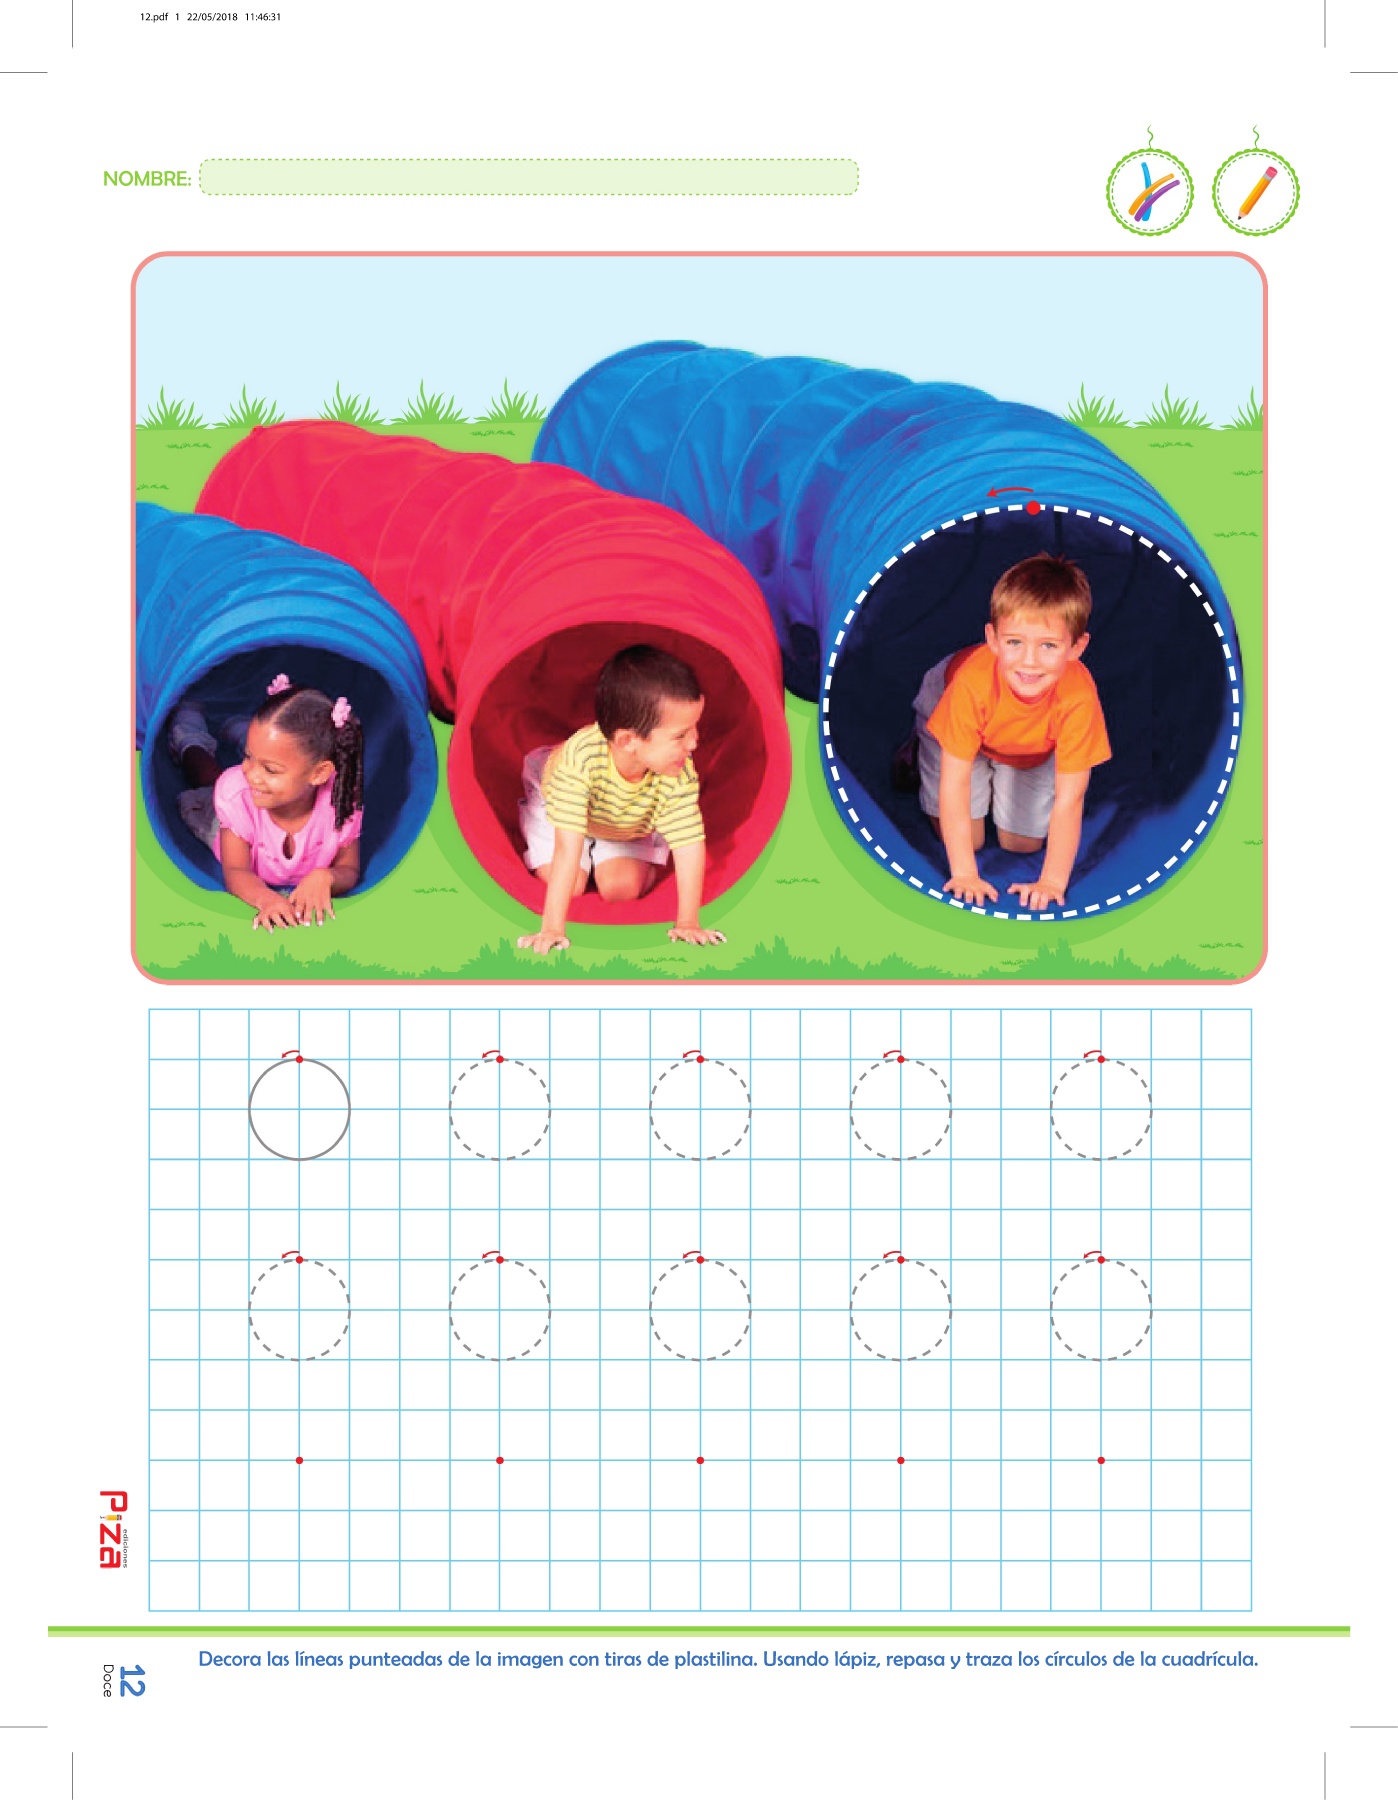 12.pdf 1 22/05/2018 11:46:31
NOMBRE:
Piza
ediciones
Decora las líneas punteadas de la imagen con tiras de plastilina. Usando lápiz, repasa y traza los círculos de la cuadrícula.
12
Doce